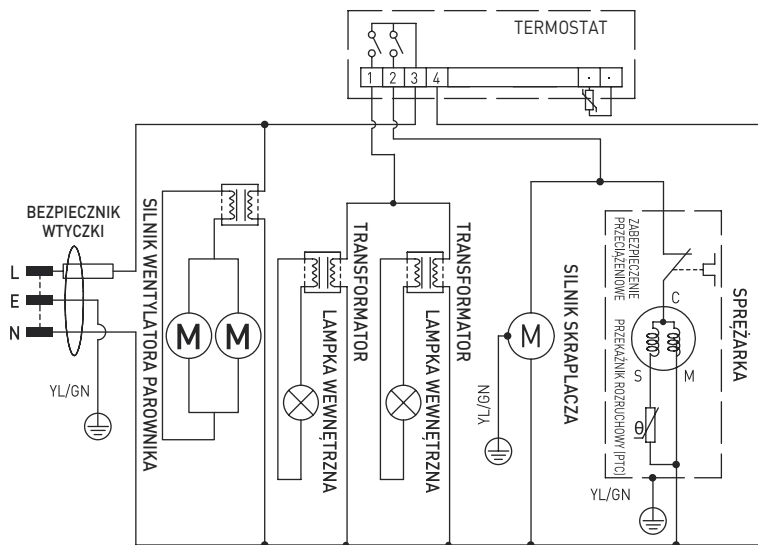 TERMOSTAT
1 2 3 4
BEZPIECZNIK
WTYCZKI
L
E
N
YL/GN
SILNIK WENTYLATORA PAROWNIKA
M M
TRANSFORMATOR
LAMPKA WEWNĘTRZNA
TRANSFORMATOR
LAMPKA WEWNĘTRZNA
SILNIK SKRAPLACZA
M
YL/GN
ZABEZPIECZENIE
PRZECIĄŻENIOWE
C
S M
PRZEKAŹNIK ROZRUCHOWY (PTC)
θ
SPRĘŻARKA
YL/GN